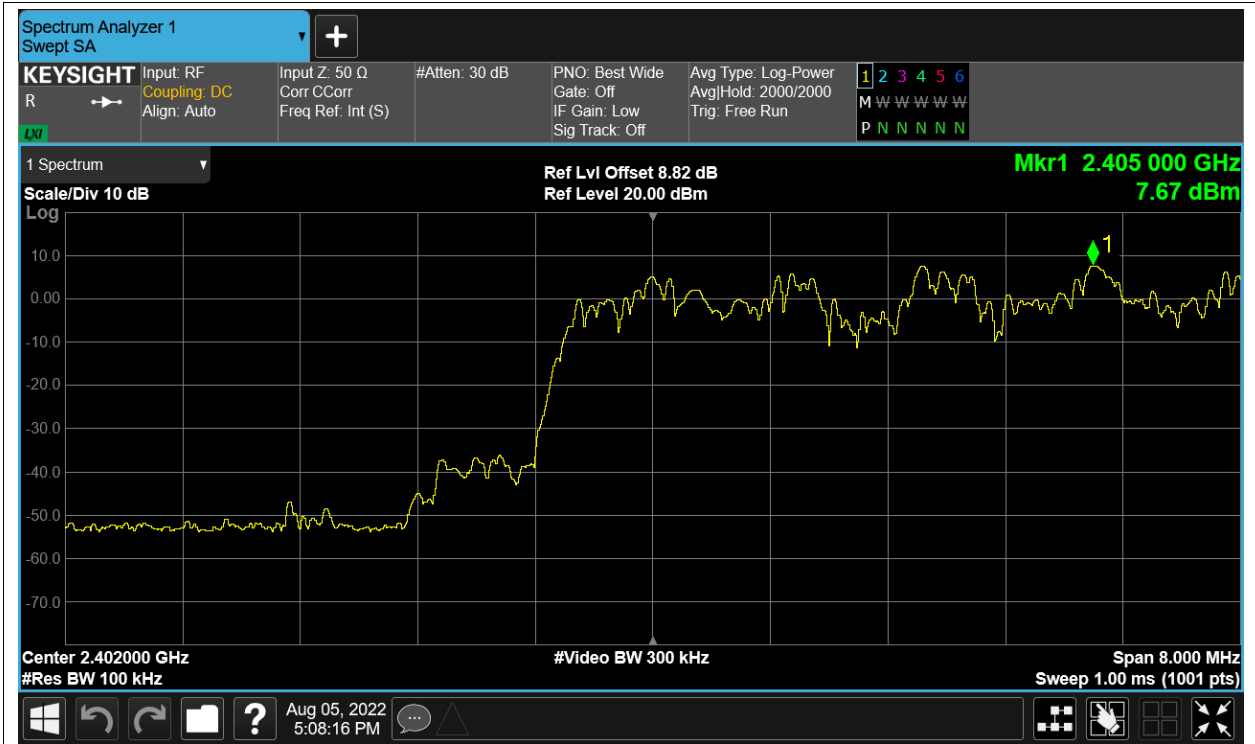 Spectrum Analyzer 1
Swept SA
KEYSIGHT
R
LXI
Input: RF
Coupling: DC
Align: Auto
Input Z: 50 Ω
Corr CCorr
Freq Ref: Int (S)
#Atten: 30 dB
PNO: Best Wide
Gate: Off
IF Gain: Low
Sig Track: Off
Avg Type: Log-Power
Avg|Hold: 2000/2000
Trig: Free Run
1 2 3 4 5 6
M W W W W W
P N N N N N
1 Spectrum
Scale/Div 10 dB
Log
Ref Lvl Offset 8.82 dB
Ref Level 20.00 dBm
Mkr1 2.405 000 GHz
7.67 dBm
1
10.0
0.00
-10.0
-20.0
-30.0
-40.0
-50.0
-60.0
-70.0
Center 2.402000 GHz
#Res BW 100 kHz
#Video BW 300 kHz
Span 8.000 MHz
Sweep 1.00 ms (1001 pts)
?
Aug 05, 2022
5:08:16 PM